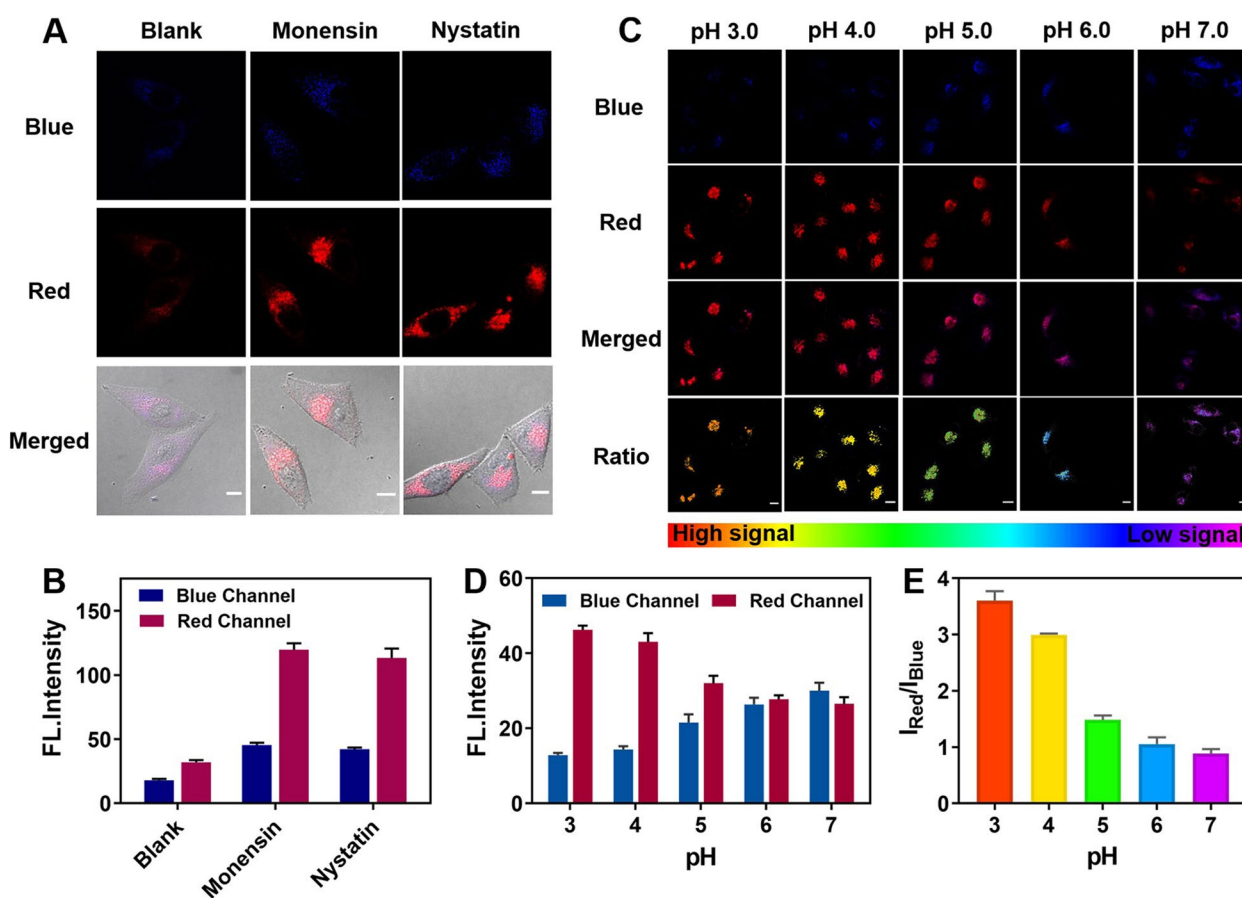 A
Blank Monensin Nystatin
Blue
Red
Merged
C
pH 3.0 pH 4.0 pH 5.0 pH 6.0 pH 7.0
Blue
Red
Merged
Ratio
High signal Low signal
B
Blue Channel
Red Channel
FL.Intensity
150
100
50
0
Blank Monensin Nystatin
D
Blue Channel Red Channel
FL.Intensity
60
40
20
0
3 4 5 6 7
pH
E
I_Red/I_Blue
4
3
2
1
0
3 4 5 6 7
pH